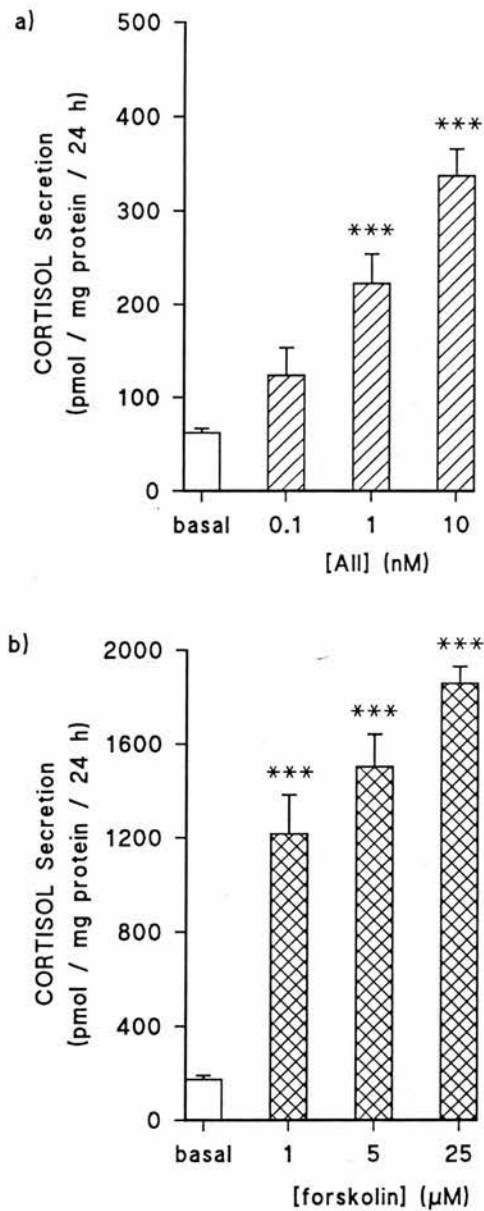 a)
CORTISOL Secretion
(pmol / mg protein / 24 h)
500
400
300
200
100
0
***
***
basal
0.1
1
10
[AII] (nM)
b)
CORTISOL Secretion
(pmol / mg protein / 24 h)
2000
1600
1200
800
400
0
***
***
***
basal
1
5
25
[forskolin] (µM)